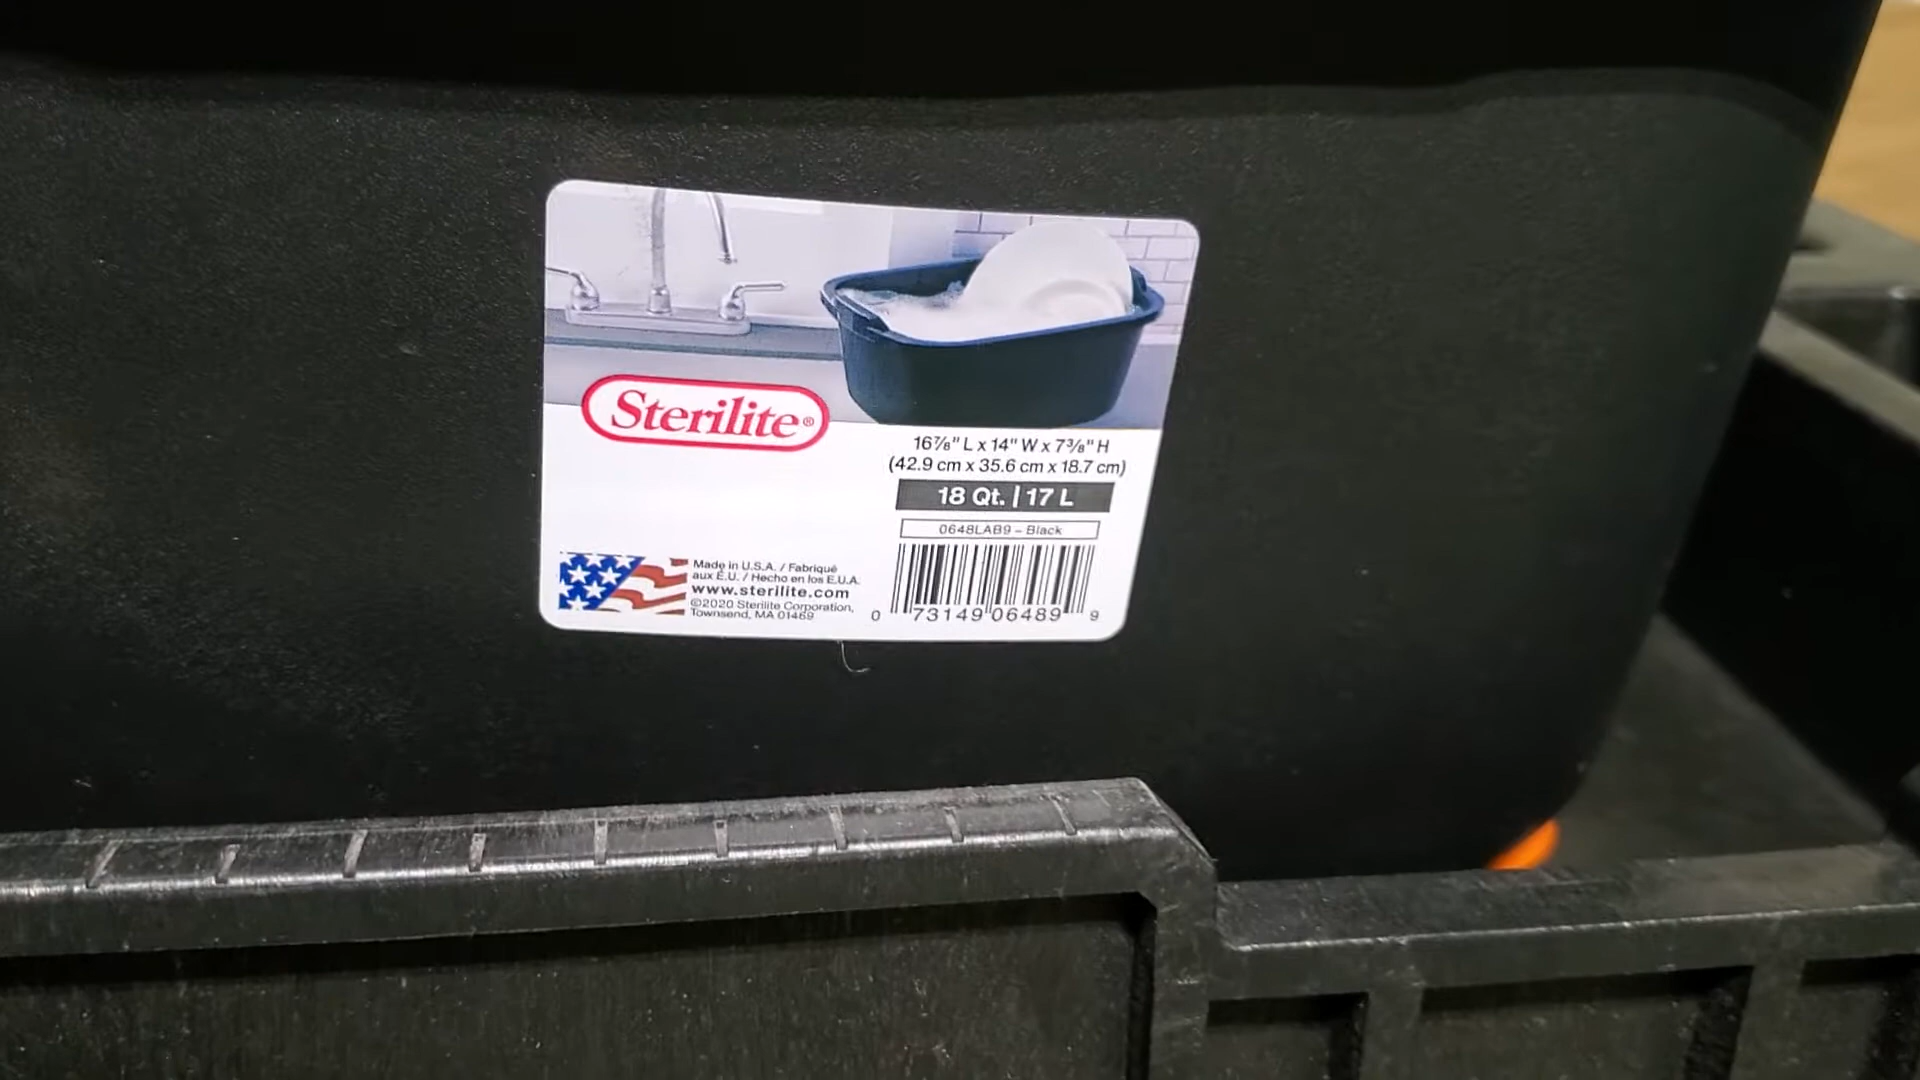 Sterilite®
16⅞" L x 14" W x 7⅜" H
(42.9 cm x 35.6 cm x 18.7 cm)
18 Qt. | 17 L
0648LAB9 – Black
Made in U.S.A. / Fabriqué
aux É.U. / Hecho en los E.U.A.
www.sterilite.com
©2020 Sterilite Corporation,
Townsend, MA 01469
0 73149 06489 9